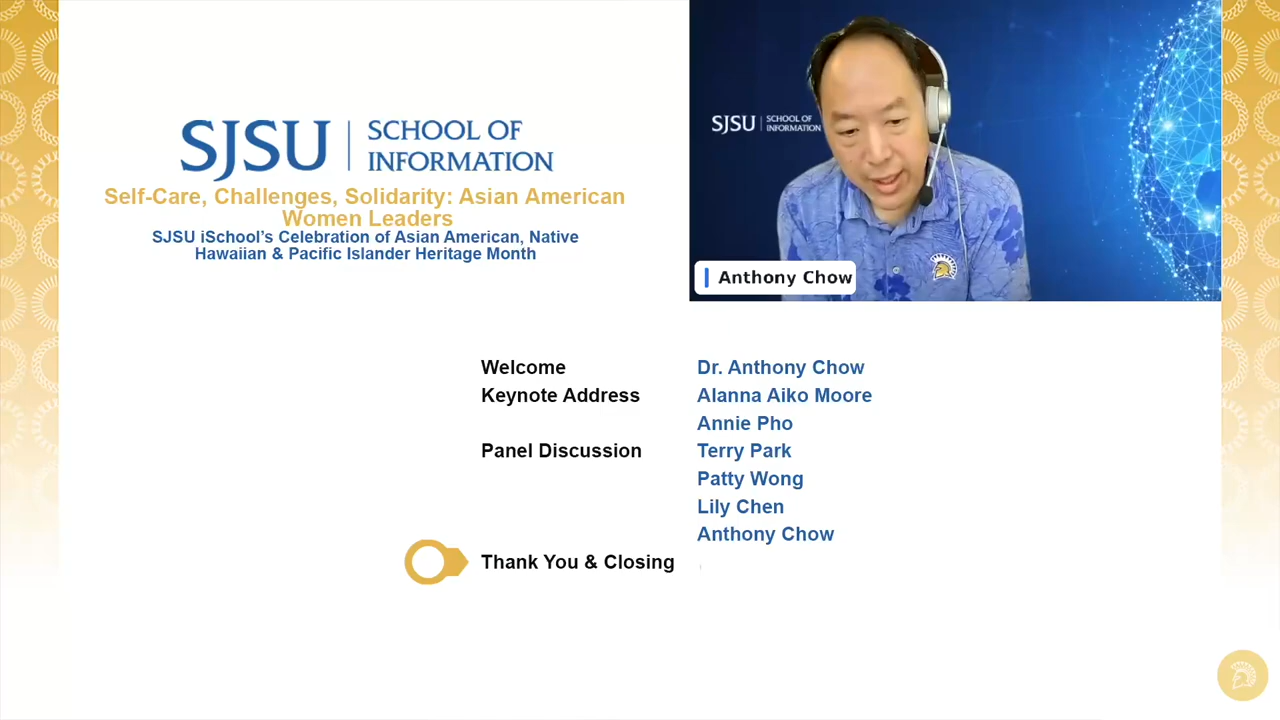 SJSU | SCHOOL OF
INFORMATION
Self-Care, Challenges, Solidarity: Asian American
Women Leaders
SJSU iSchool’s Celebration of Asian American, Native
Hawaiian & Pacific Islander Heritage Month
SJSU | SCHOOL OF
INFORMATION
Anthony Chow
Welcome Dr. Anthony Chow
Keynote Address Alanna Aiko Moore
Annie Pho
Panel Discussion Terry Park
Patty Wong
Lily Chen
Anthony Chow
Thank You & Closing